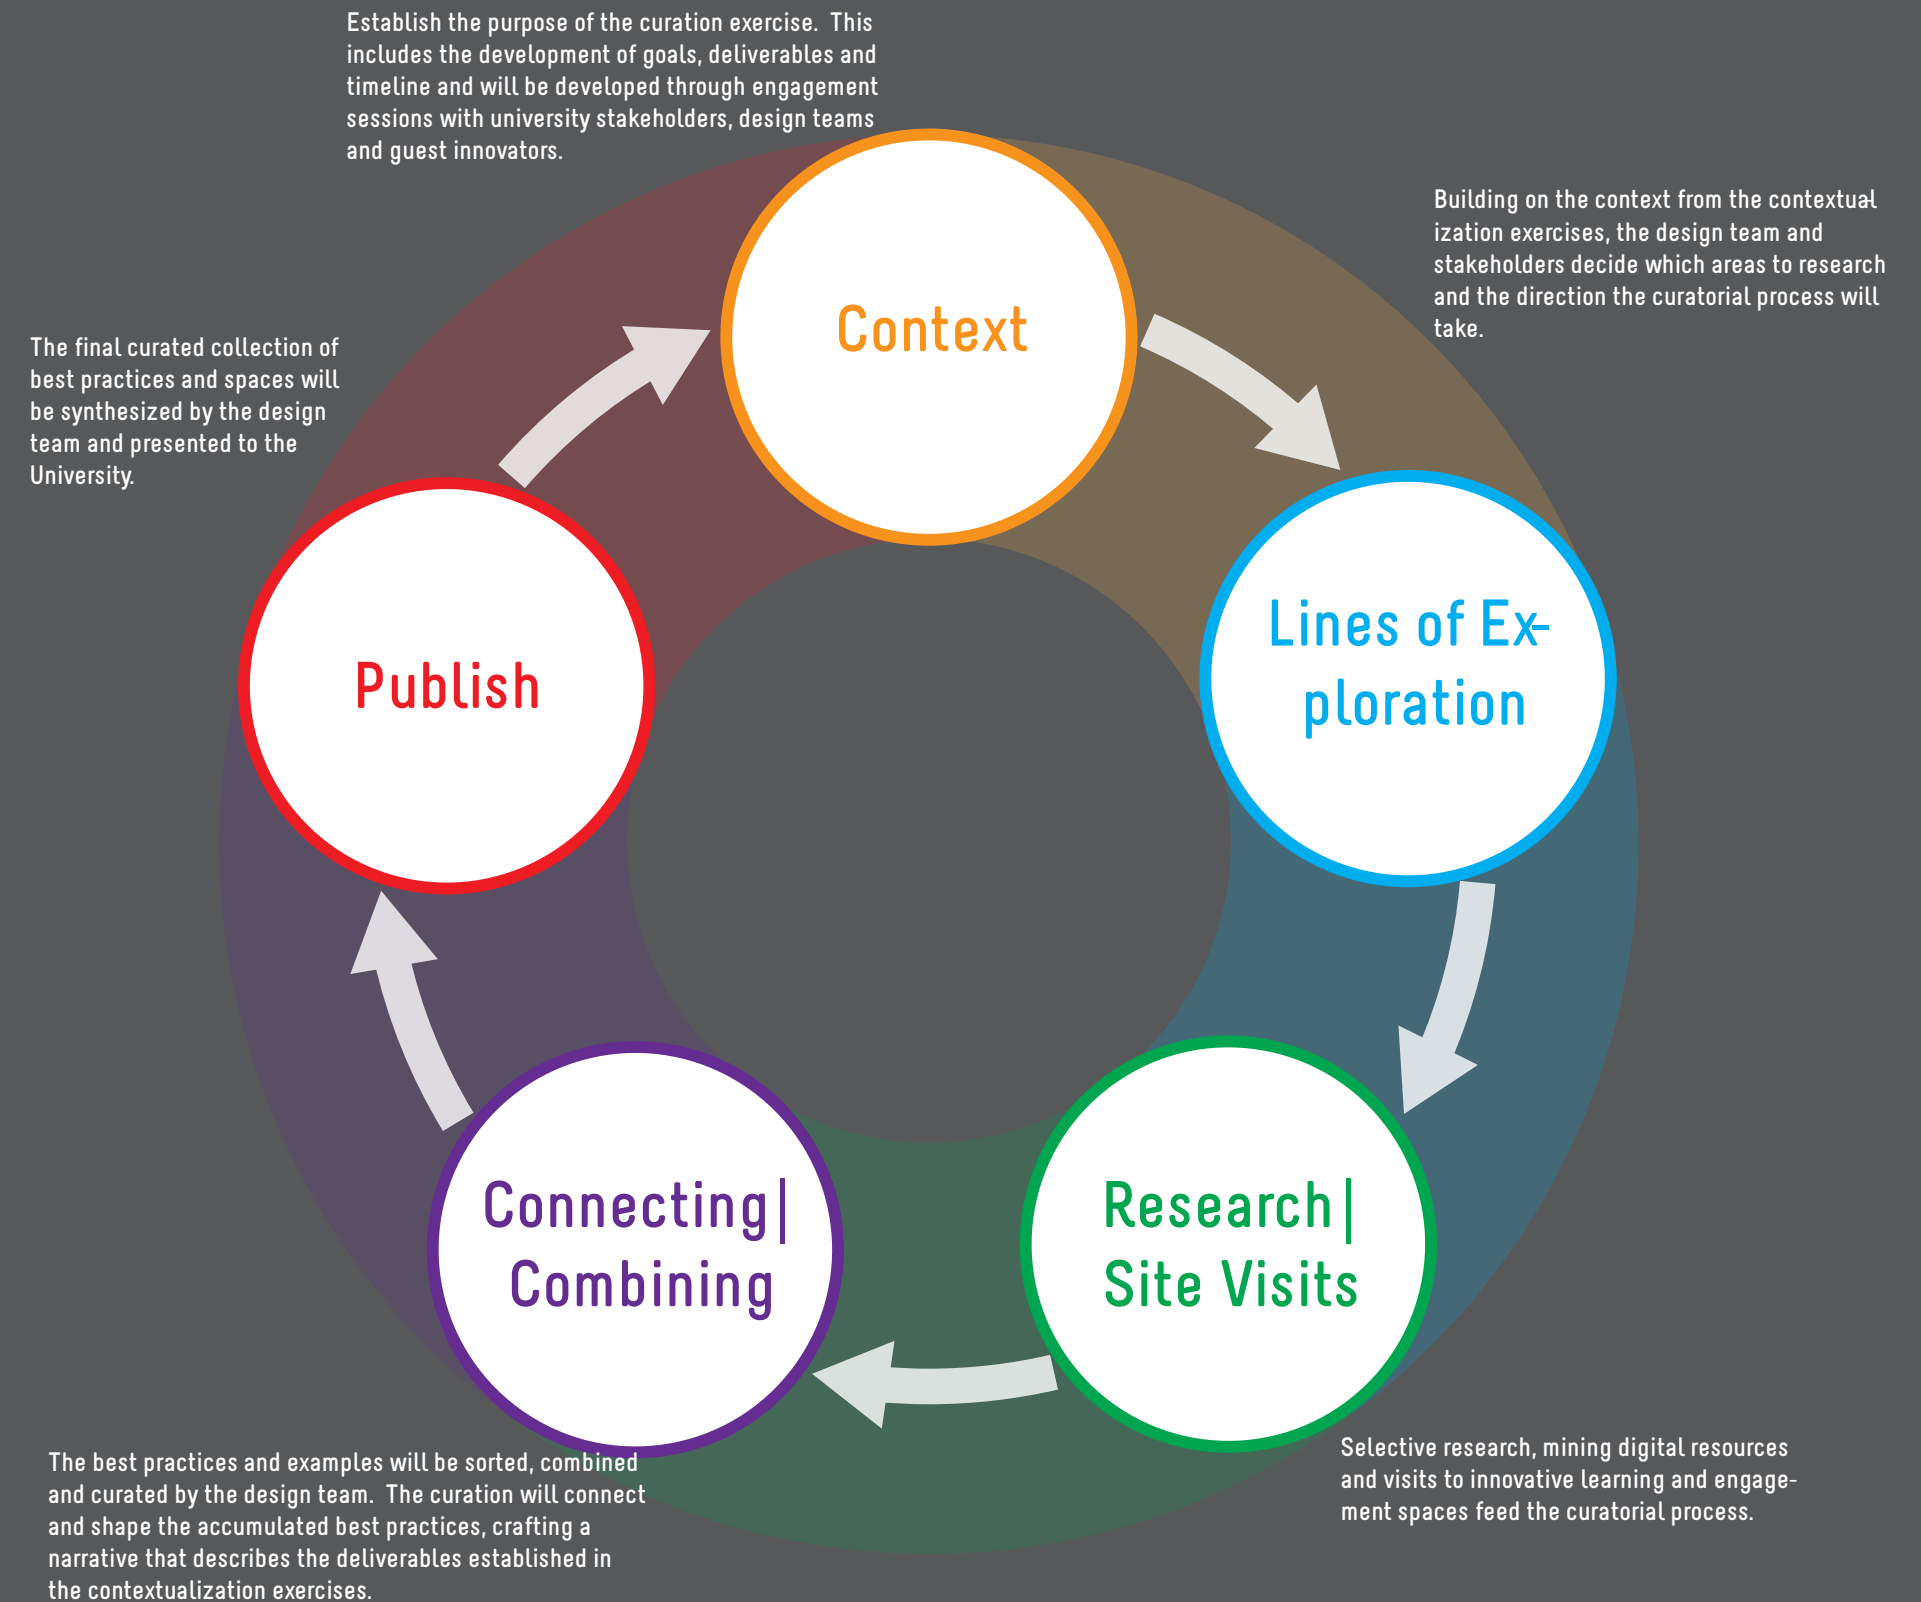 Establish the purpose of the curation exercise.  This
includes the development of goals, deliverables and
timeline and will be developed through engagement
sessions with university stakeholders, design teams
and guest innovators.
Context
Building on the context from the contextual-
ization exercises, the design team and
stakeholders decide which areas to research
and the direction the curatorial process will
take.
Lines of Ex-
ploration
Research|
Site Visits
Selective research, mining digital resources
and visits to innovative learning and engage-
ment spaces feed the curatorial process.
Connecting|
Combining
The best practices and examples will be sorted, combined
and curated by the design team.  The curation will connect
and shape the accumulated best practices, crafting a
narrative that describes the deliverables established in
the contextualization exercises.
Publish
The final curated collection of
best practices and spaces will
be synthesized by the design
team and presented to the
University.